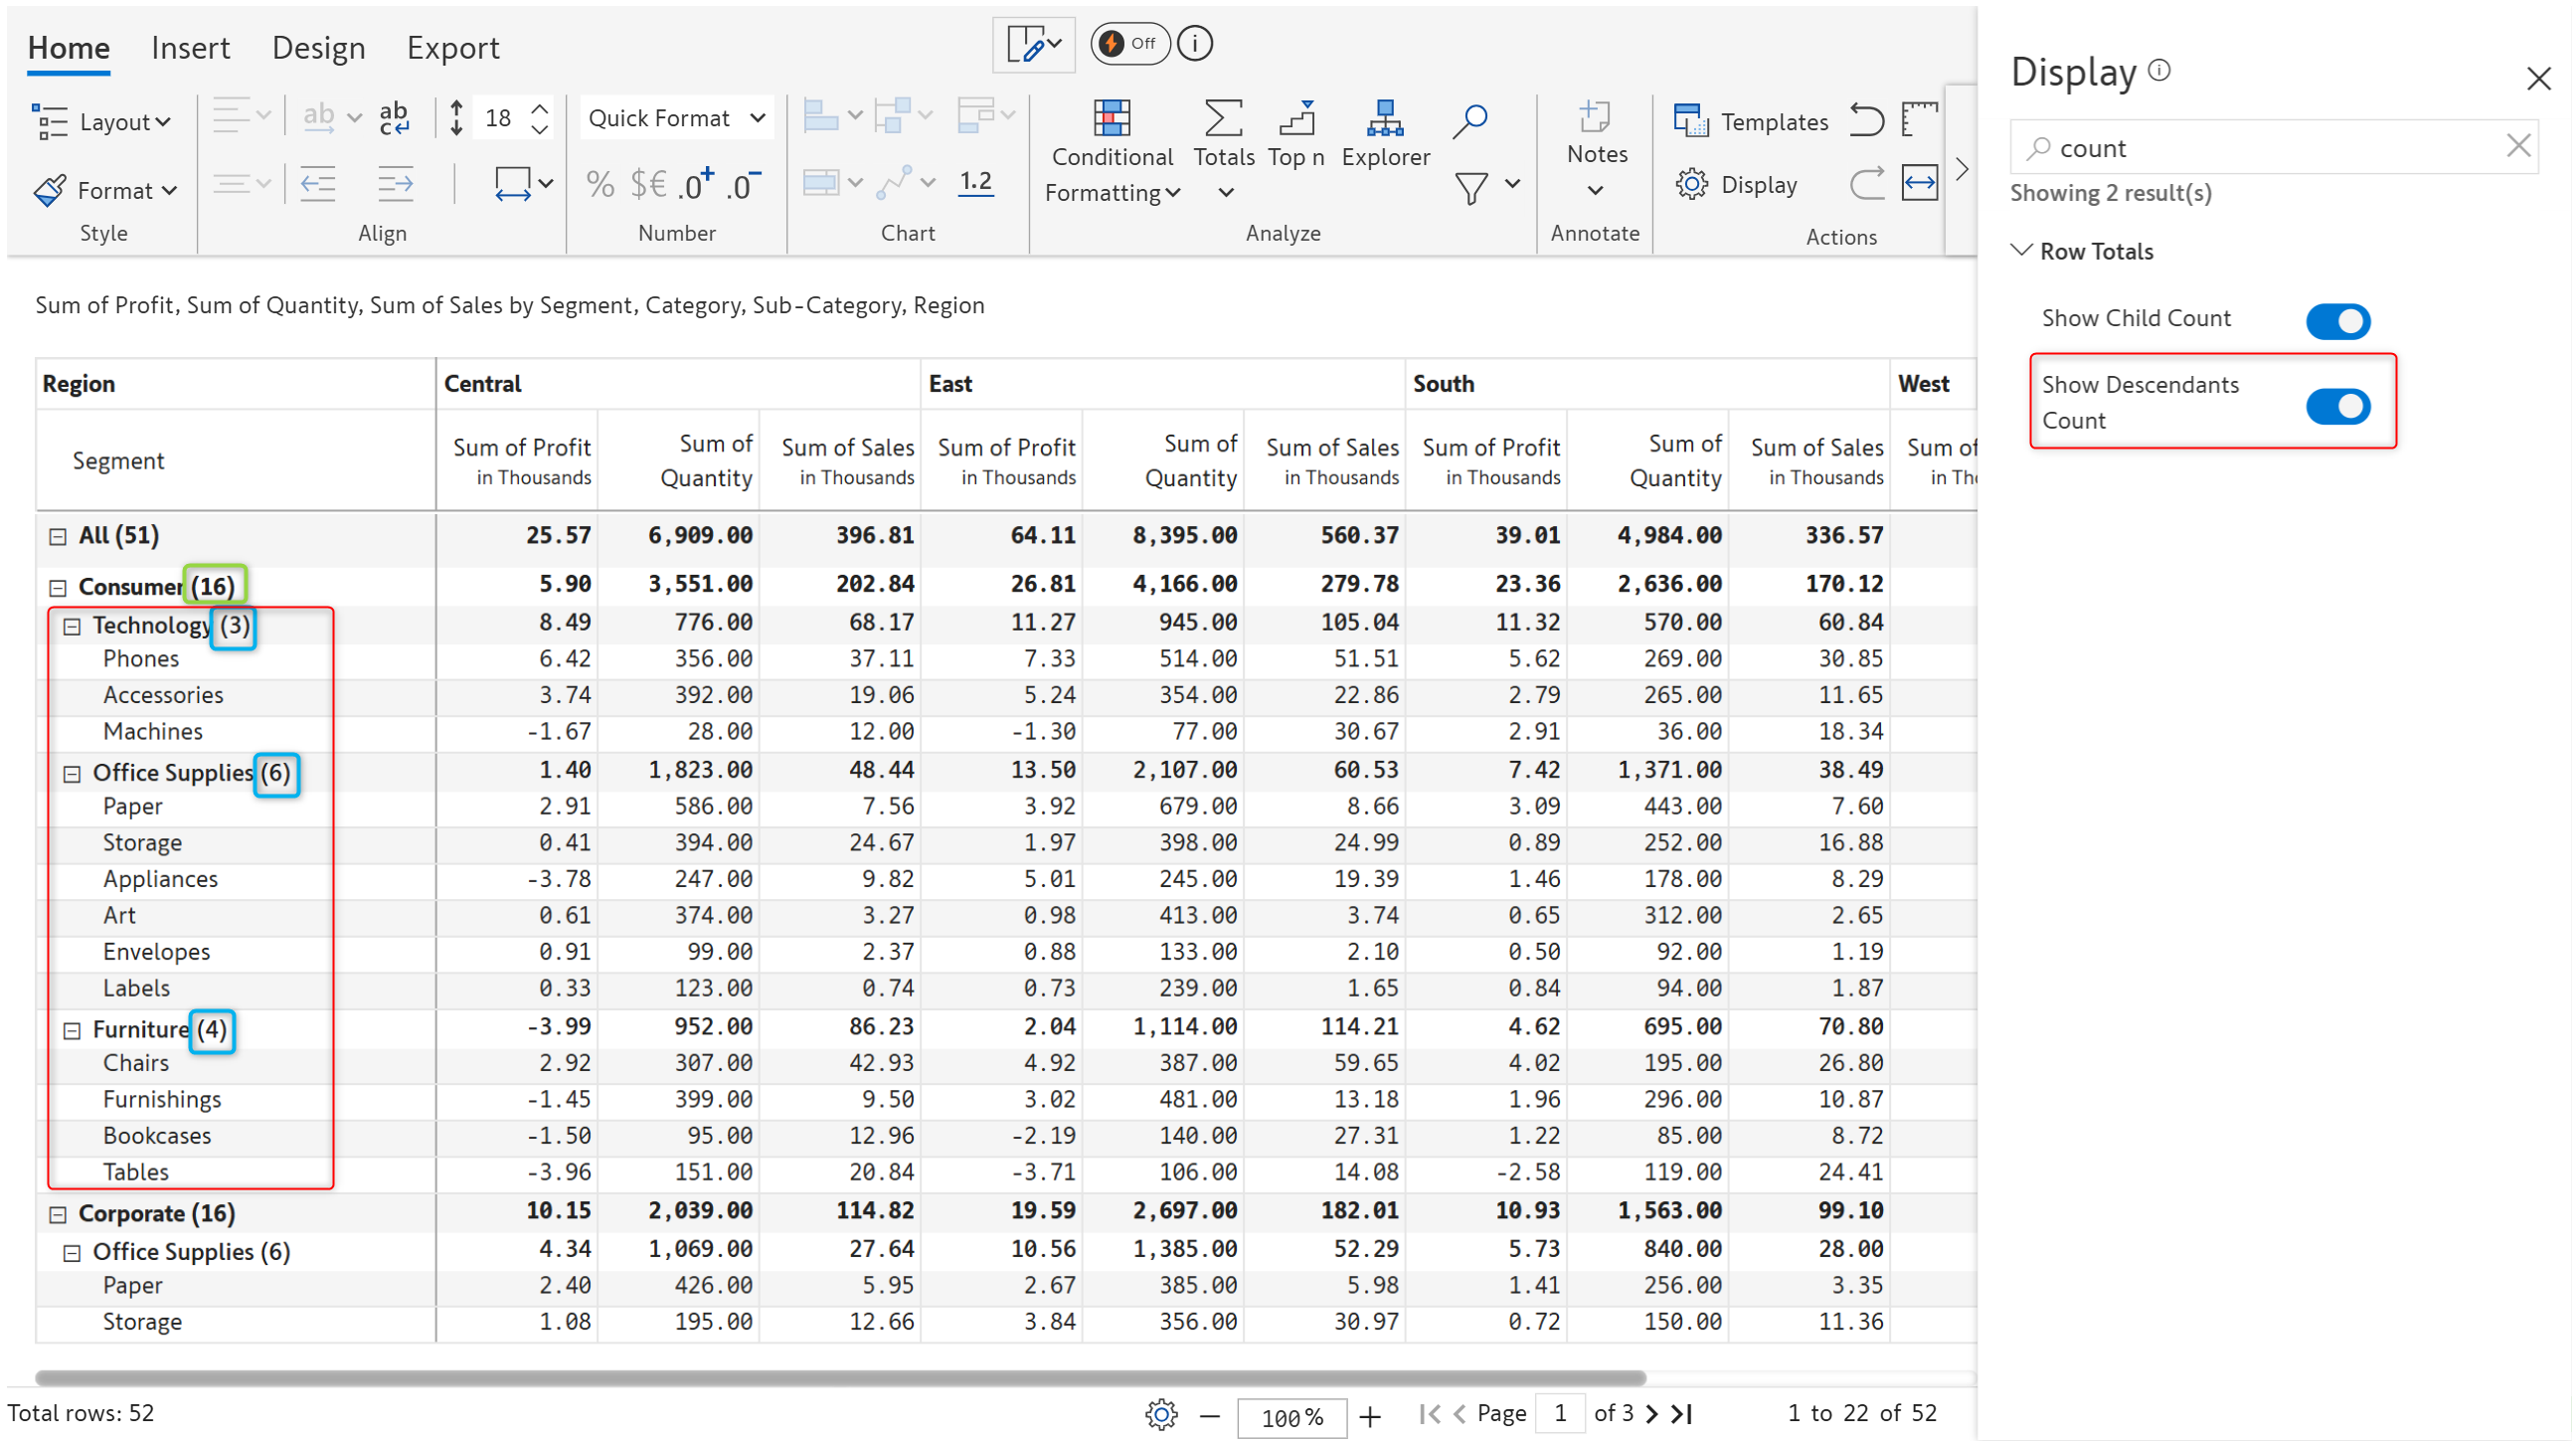 Home Insert Design Export Off
Layout ab ab c 18 Quick Format Conditional Formatting Totals Top n Explorer Notes Templates
Format % $€ .0+ .0- 1.2 Display
Style Align Number Chart Analyze Annotate Actions
Sum of Profit, Sum of Quantity, Sum of Sales by Segment, Category, Sub-Category, Region
Region Central East South West
Segment Sum of Profit in Thousands Sum of Quantity Sum of Sales in Thousands Sum of Profit in Thousands Sum of Quantity Sum of Sales in Thousands Sum of Profit in Thousands Sum of Quantity Sum of Sales in Thousands Sum of in Th
All (51) 25.57 6,909.00 396.81 64.11 8,395.00 560.37 39.01 4,984.00 336.57
Consumer (16) 5.90 3,551.00 202.84 26.81 4,166.00 279.78 23.36 2,636.00 170.12
Technology (3) 8.49 776.00 68.17 11.27 945.00 105.04 11.32 570.00 60.84
Phones 6.42 356.00 37.11 7.33 514.00 51.51 5.62 269.00 30.85
Accessories 3.74 392.00 19.06 5.24 354.00 22.86 2.79 265.00 11.65
Machines -1.67 28.00 12.00 -1.30 77.00 30.67 2.91 36.00 18.34
Office Supplies (6) 1.40 1,823.00 48.44 13.50 2,107.00 60.53 7.42 1,371.00 38.49
Paper 2.91 586.00 7.56 3.92 679.00 8.66 3.09 443.00 7.60
Storage 0.41 394.00 24.67 1.97 398.00 24.99 0.89 252.00 16.88
Appliances -3.78 247.00 9.82 5.01 245.00 19.39 1.46 178.00 8.29
Art 0.61 374.00 3.27 0.98 413.00 3.74 0.65 312.00 2.65
Envelopes 0.91 99.00 2.37 0.88 133.00 2.10 0.50 92.00 1.19
Labels 0.33 123.00 0.74 0.73 239.00 1.65 0.84 94.00 1.87
Furniture (4) -3.99 952.00 86.23 2.04 1,114.00 114.21 4.62 695.00 70.80
Chairs 2.92 307.00 42.93 4.92 387.00 59.65 4.02 195.00 26.80
Furnishings -1.45 399.00 9.50 3.02 481.00 13.18 1.96 296.00 10.87
Bookcases -1.50 95.00 12.96 -2.19 140.00 27.31 1.22 85.00 8.72
Tables -3.96 151.00 20.84 -3.71 106.00 14.08 -2.58 119.00 24.41
Corporate (16) 10.15 2,039.00 114.82 19.59 2,697.00 182.01 10.93 1,563.00 99.10
Office Supplies (6) 4.34 1,069.00 27.64 10.56 1,385.00 52.29 5.73 840.00 28.00
Paper 2.40 426.00 5.95 2.67 385.00 5.98 1.41 256.00 3.35
Storage 1.08 195.00 12.66 3.84 356.00 30.97 0.72 150.00 11.36
Total rows: 52 100 % Page 1 of 3 1 to 22 of 52
Display
count
Showing 2 result(s)
Row Totals
Show Child Count
Show Descendants
Count